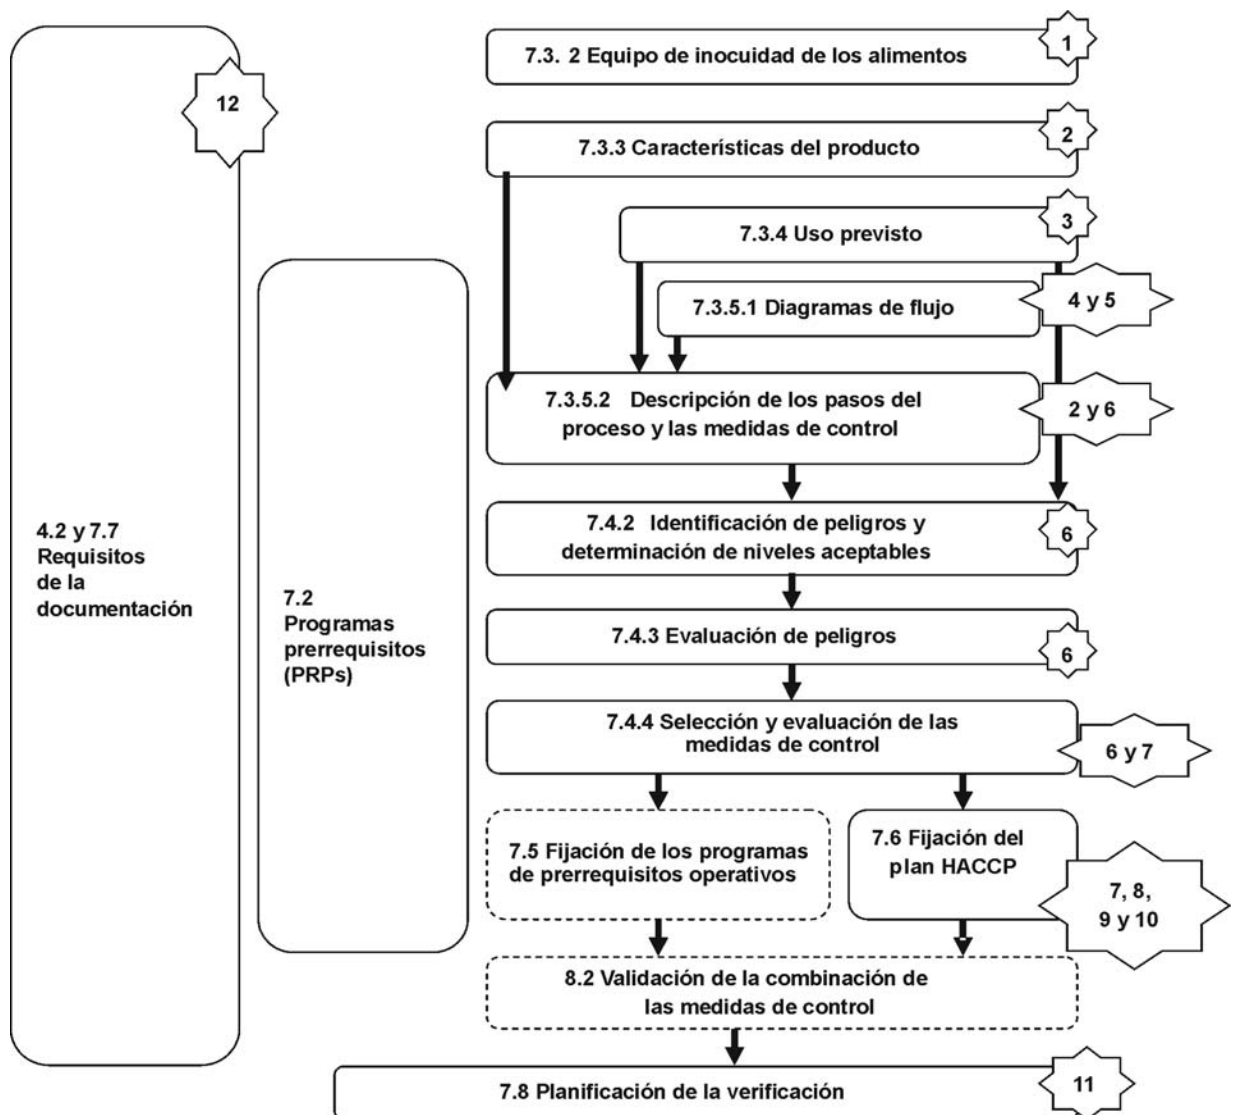 12
4.2 y 7.7
Requisitos
de la
documentación
7.2
Programas
prerrequisitos
(PRPs)
7.3. 2 Equipo de inocuidad de los alimentos
1
7.3.3 Características del producto
2
7.3.4 Uso previsto
3
7.3.5.1 Diagramas de flujo
4 y 5
7.3.5.2 Descripción de los pasos del
proceso y las medidas de control
2 y 6
7.4.2 Identificación de peligros y
determinación de niveles aceptables
6
7.4.3 Evaluación de peligros
6
7.4.4 Selección y evaluación de las
medidas de control
6 y 7
7.5 Fijación de los programas
de prerrequisitos operativos
7.6 Fijación del
plan HACCP
7, 8,
9 y 10
8.2 Validación de la combinación de
las medidas de control
7.8 Planificación de la verificación
11